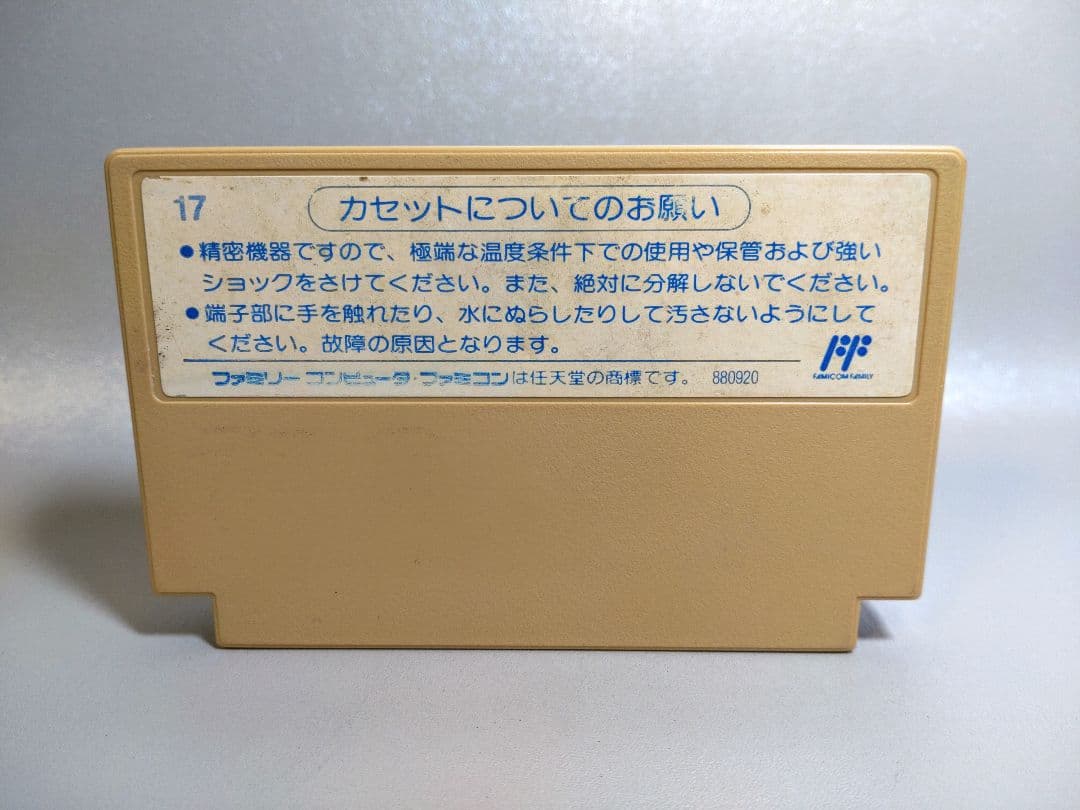 17
カセットについてのお願い
●精密機器ですので、極端な温度条件下での使用や保管および強い
ショックをさけてください。また、絶対に分解しないでください。
●端子部に手を触れたり、水にぬらしたりして汚さないようにして
ください。故障の原因となります。
FAMICOM FAMILY
ファミリー コンピュータ・ファミコンは任天堂の商標です。 880920